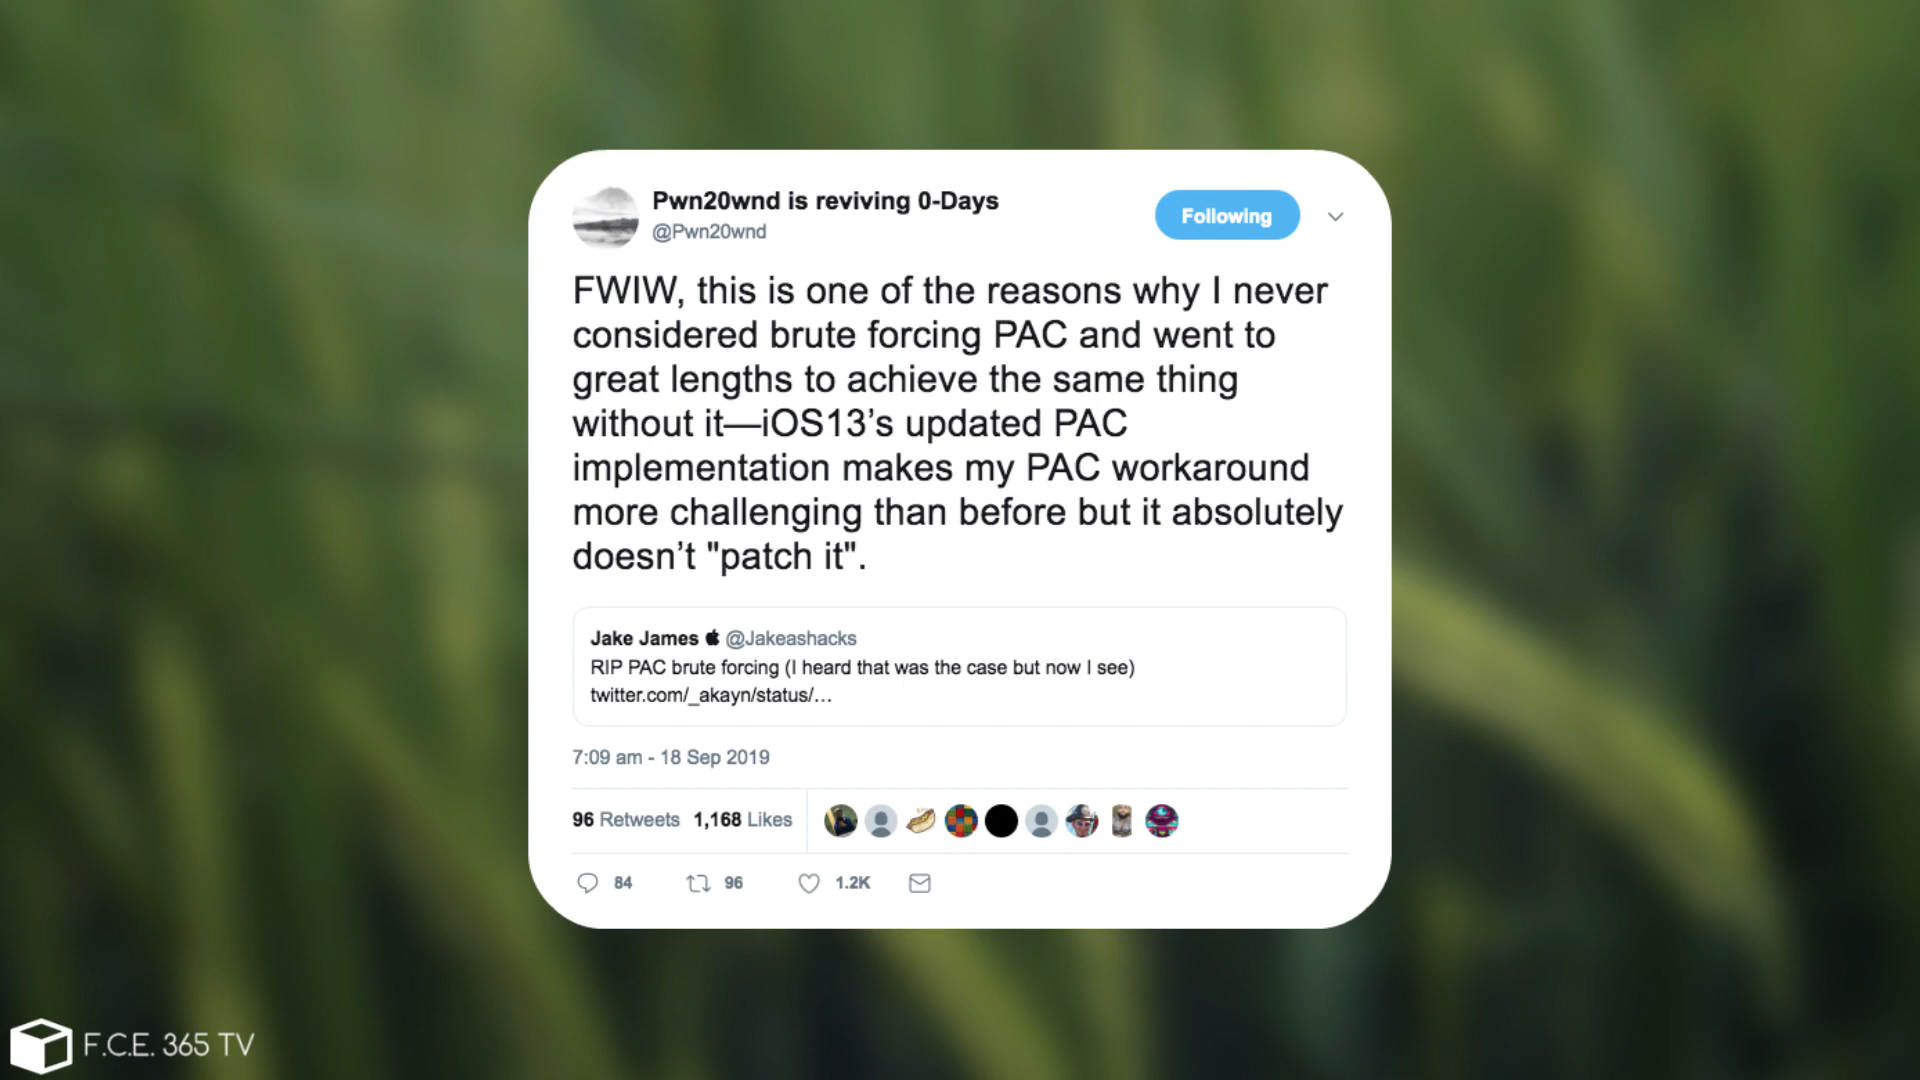 Pwn20wnd is reviving 0-Days
@Pwn20wnd
Following
FWIW, this is one of the reasons why I never
considered brute forcing PAC and went to
great lengths to achieve the same thing
without it—iOS13’s updated PAC
implementation makes my PAC workaround
more challenging than before but it absolutely
doesn’t "patch it".
Jake James @Jakeashacks
RIP PAC brute forcing (I heard that was the case but now I see)
twitter.com/_akayn/status/…
7:09 am - 18 Sep 2019
96 Retweets 1,168 Likes
84 96 1.2K
F.C.E. 365 TV